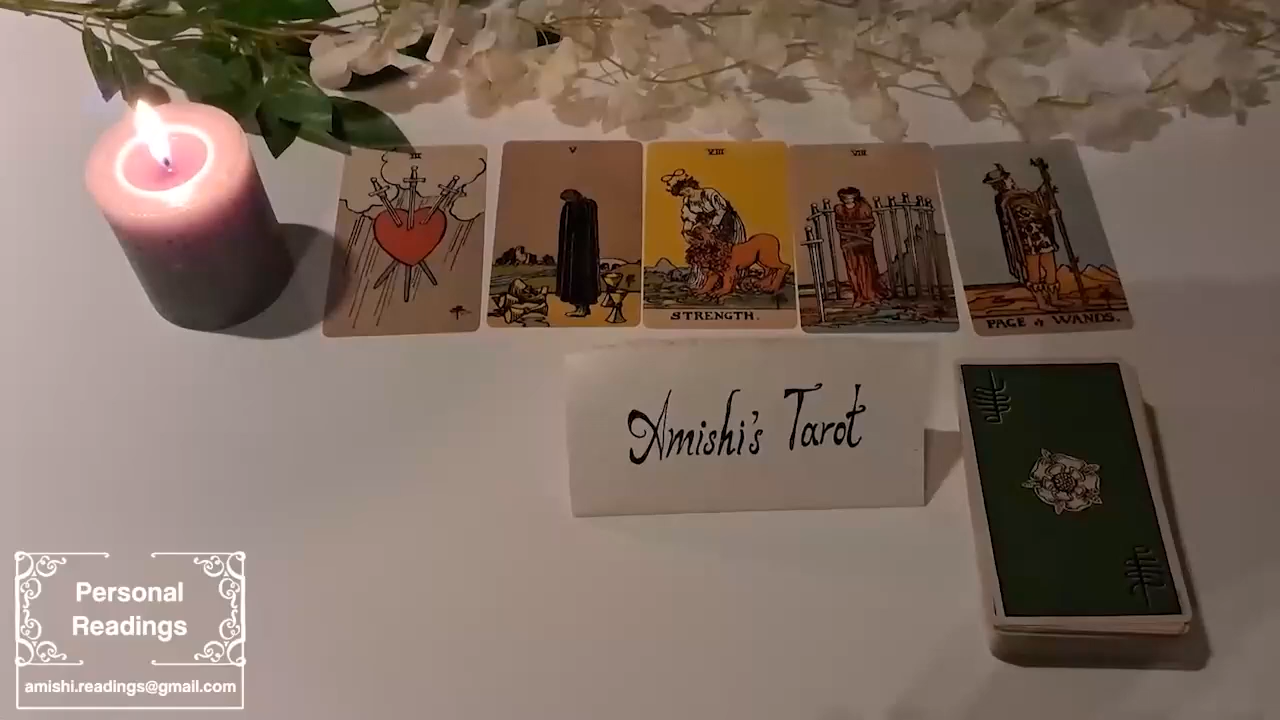 III
V
VIII
VIII
STRENGTH.
PAGE of WANDS.
Amishi's Tarot
Personal
Readings
amishi.readings@gmail.com